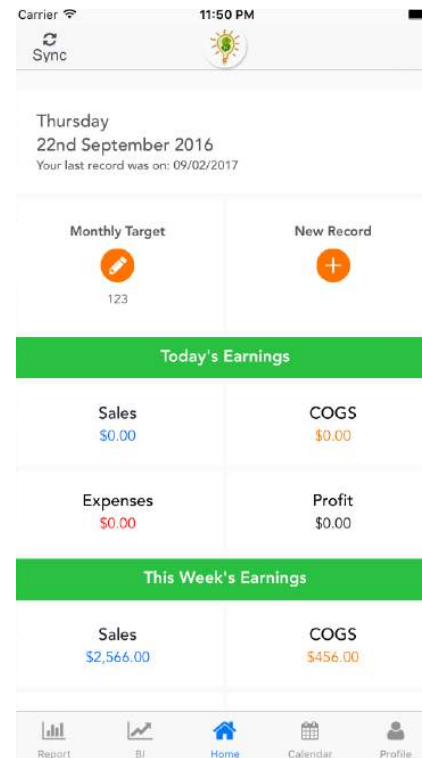 Carrier 11:50 PM
Sync
Thursday
22nd September 2016
Your last record was on: 09/02/2017
Monthly Target New Record
123
Today's Earnings
Sales COGS
$0.00 $0.00
Expenses Profit
$0.00 $0.00
This Week's Earnings
Sales COGS
$2,566.00 $456.00
Report BI Home Calendar Profile